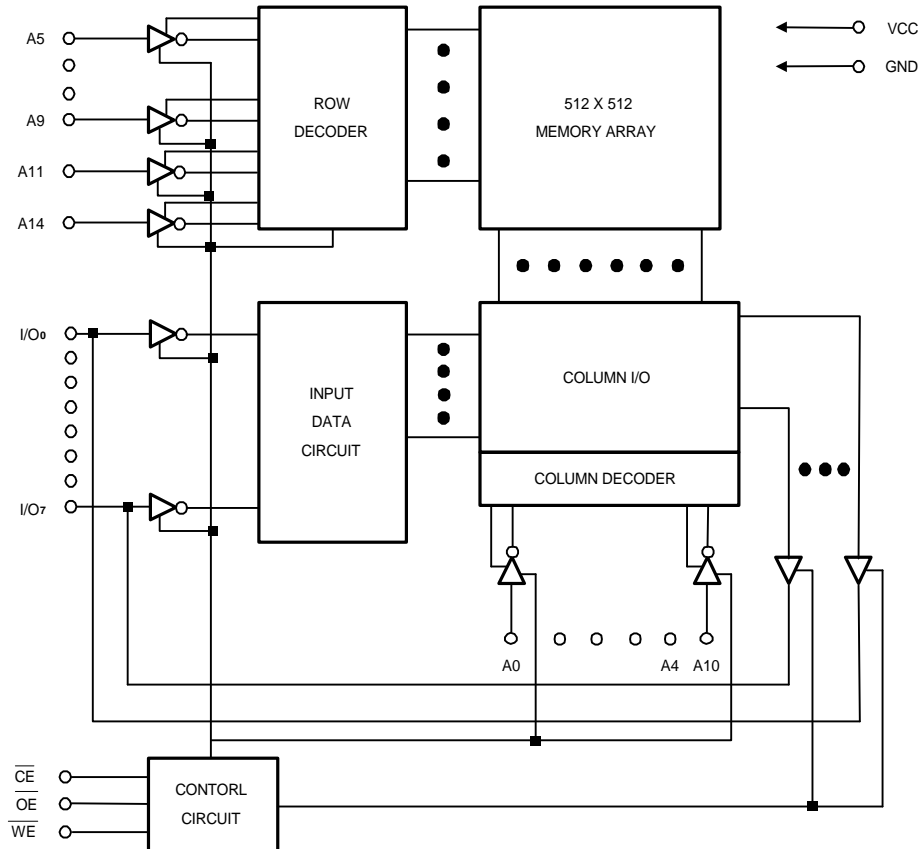 A5
A9
A11
A14
ROW
DECODER
512 X 512
MEMORY ARRAY
VCC
GND
I/O0
I/O7
INPUT
DATA
CIRCUIT
COLUMN I/O
COLUMN DECODER
A0
A4
A10
CE
OE
WE
CONTORL
CIRCUIT